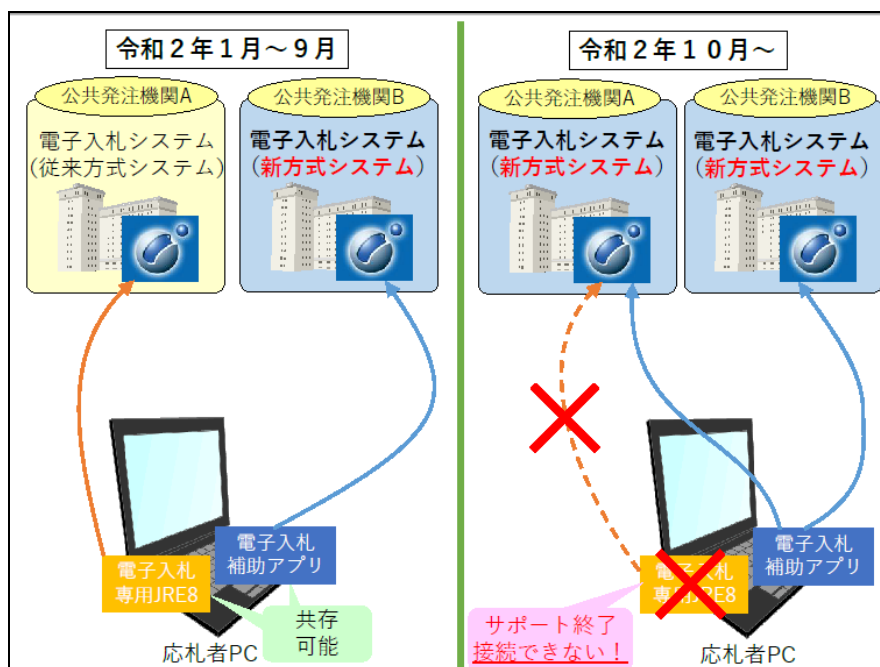 令和２年１月～９月
公共発注機関A
電子入札システム
(従来方式システム)
公共発注機関B
電子入札システム
(新方式システム)
電子入札
専用JRE8
電子入札
補助アプリ
共存
可能
応札者PC
令和２年１０月～
公共発注機関A
電子入札システム
(新方式システム)
公共発注機関B
電子入札システム
(新方式システム)
電子入札
専用JRE8
電子入札
補助アプリ
サポート終了
接続できない！
応札者PC